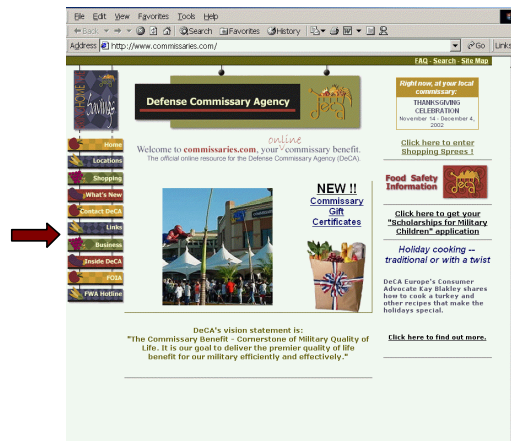 File Edit View Favorites Tools Help
Back Search Favorites History
Address http://www.commissaries.com/ Go Links
FAQ - Search - Site Map
HOME
Savings
Defense Commissary Agency
deca
Right now, at your local
commissary:
THANKSGIVING
CELEBRATION
November 14 - December 4,
2002
online
Welcome to commissaries.com, your commissary benefit.
The official online resource for the Defense Commissary Agency (DeCA).
Click here to enter
Shopping Sprees !
Home
Locations
Shopping
What's New
Contact DeCA
Links
Business
Inside DeCA
FOIA
FWA Hotline
NEW !!
Commissary
Gift
Certificates
Food Safety
Information
deca
Click here to get your
"Scholarships for Military
Children" application
Holiday cooking --
traditional or with a twist
DeCA Europe's Consumer
Advocate Kay Blakley shares
how to cook a turkey and
other recipes that make the
holidays special.
Click here to find out more.
DeCA's vision statement is:
"The Commissary Benefit - Cornerstone of Military Quality of
Life. It is our goal to deliver the premier quality of life
benefit for our military efficiently and effectively."